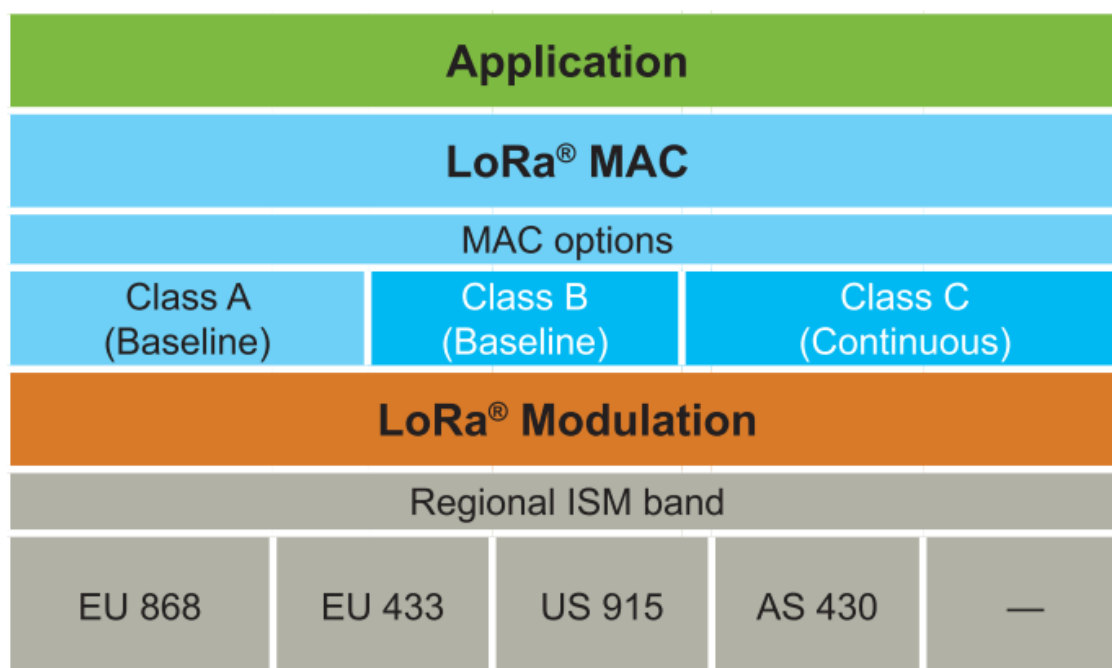 Application
LoRa® MAC
MAC options
Class A
(Baseline)
Class B
(Baseline)
Class C
(Continuous)
LoRa® Modulation
Regional ISM band
EU 868
EU 433
US 915
AS 430
—